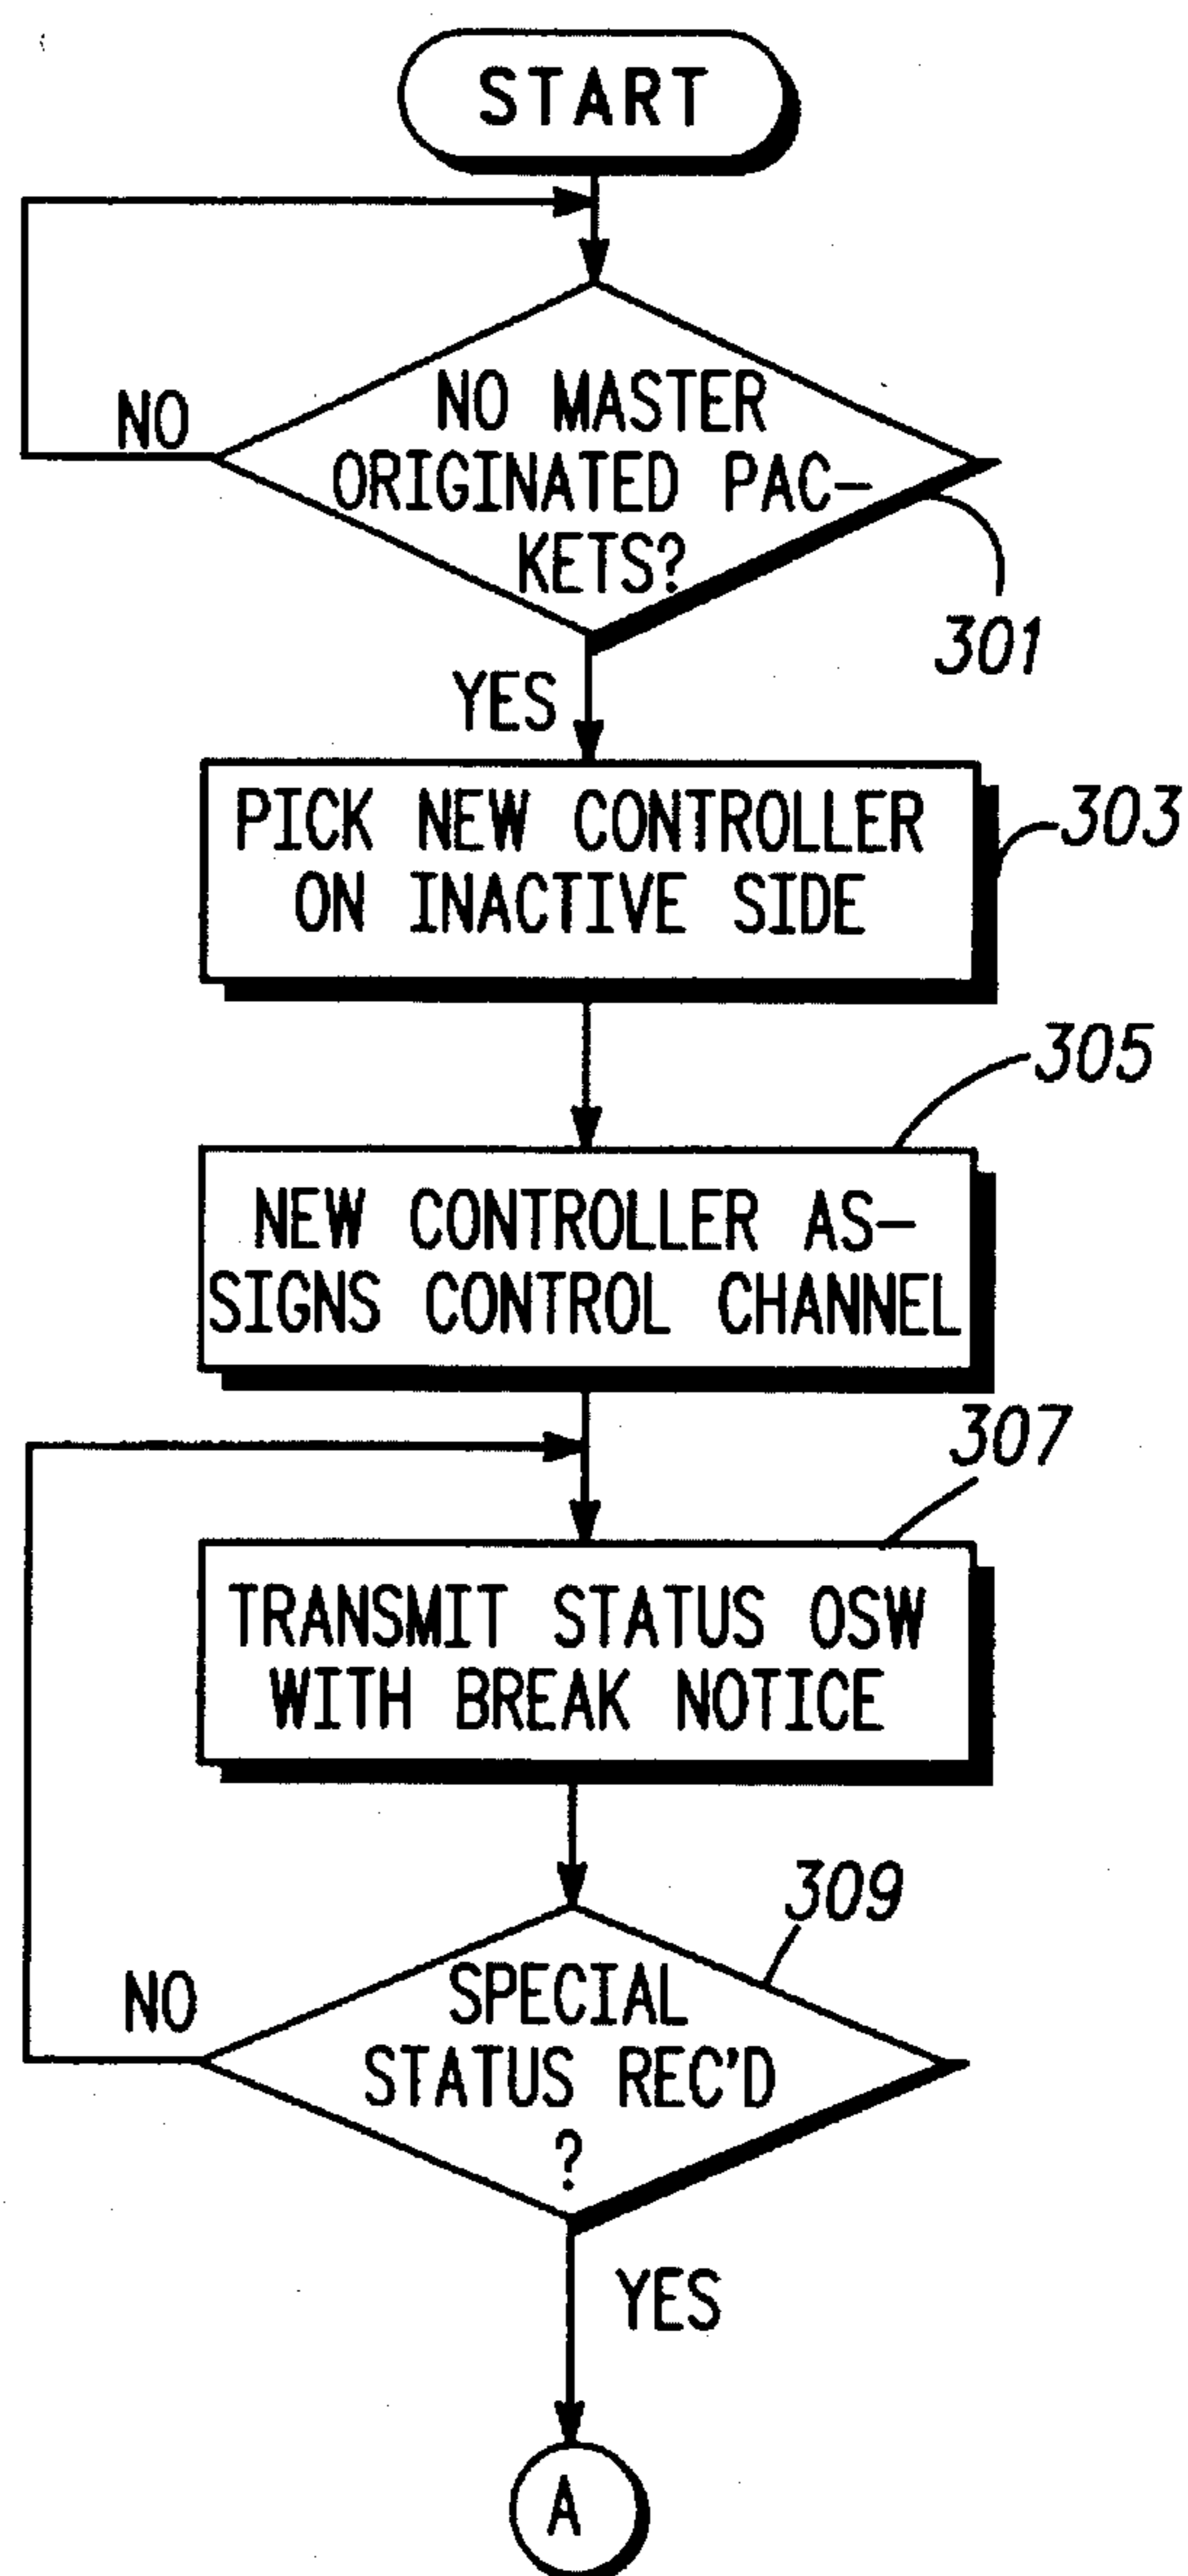 START
NO MASTER
NO
ORIGINATED PAC-
KETS?
301
YES
PICK NEW CONTROLLER
303
ON INACTIVE SIDE
305
NEW CONTROLLER AS-
SIGNS CONTROL CHANNEL
307
TRANSMIT STATUS OSW
WITH BREAK NOTICE
309
NO
SPECIAL
STATUS REC'D
?
YES
A